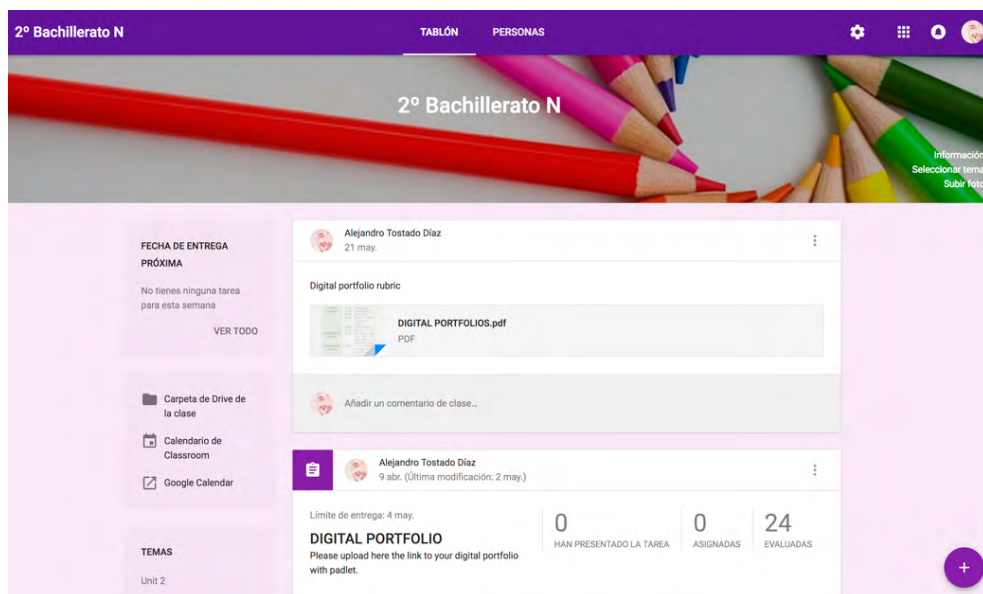 2º Bachillerato N
TABLÓN
PERSONAS
2º Bachillerato N
Información
Seleccionar tema
Subir foto
FECHA DE ENTREGA
PRÓXIMA
No tienes ninguna tarea
para esta semana
VER TODO
Carpeta de Drive de
la clase
Calendario de
Classroom
Google Calendar
TEMAS
Unit 2
Alejandro Tostado Díaz
21 may.
Digital portfolio rubric
DIGITAL PORTFOLIOS.pdf
PDF
Añadir un comentario de clase...
Alejandro Tostado Díaz
9 abr. (Última modificación: 2 may.)
Límite de entrega: 4 may.
DIGITAL PORTFOLIO
Please upload here the link to your digital portfolio
with padlet.
0
HAN PRESENTADO LA TAREA
0
ASIGNADAS
24
EVALUADAS